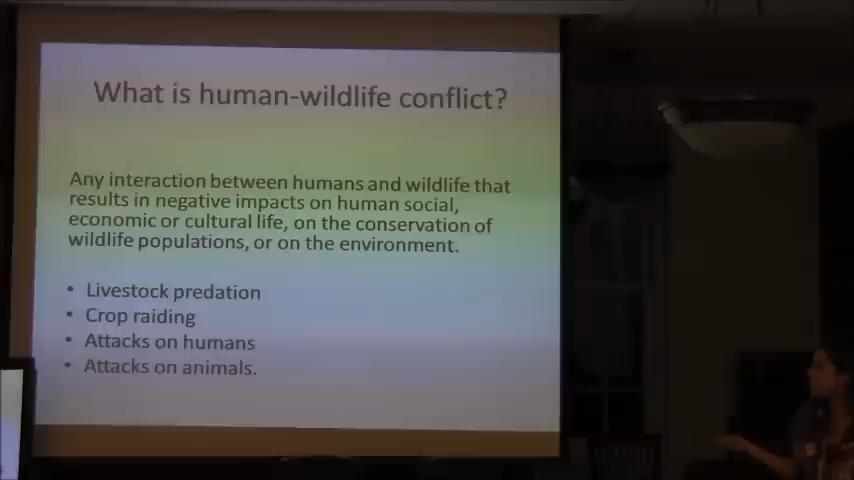 What is human-wildlife conflict?
Any interaction between humans and wildlife that
results in negative impacts on human social,
economic or cultural life, on the conservation of
wildlife populations, or on the environment.
• Livestock predation
• Crop raiding
• Attacks on humans
• Attacks on animals.